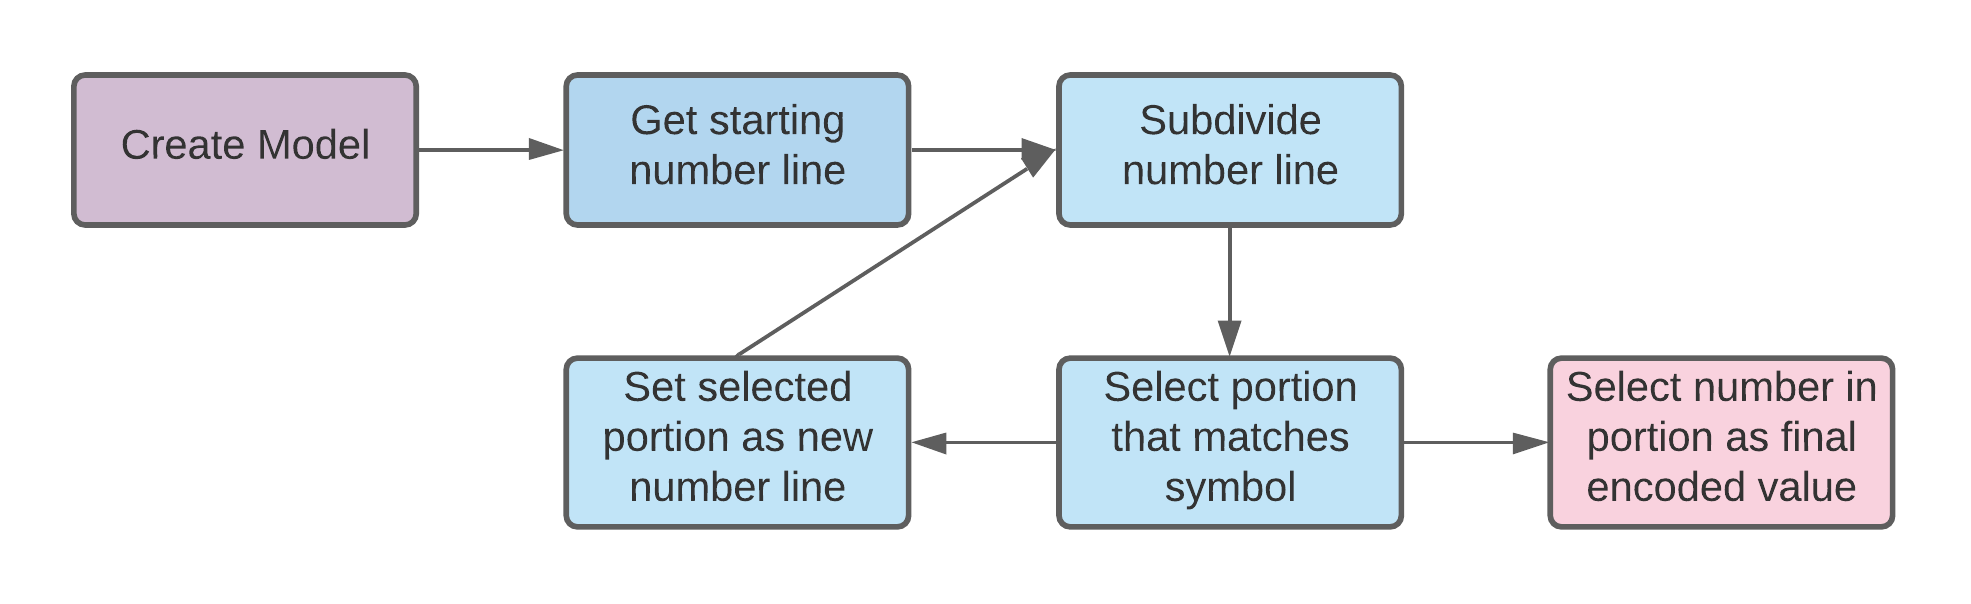 Create Model
Get starting
number line
Subdivide
number line
Set selected
portion as new
number line
Select portion
that matches
symbol
Select number in
portion as final
encoded value